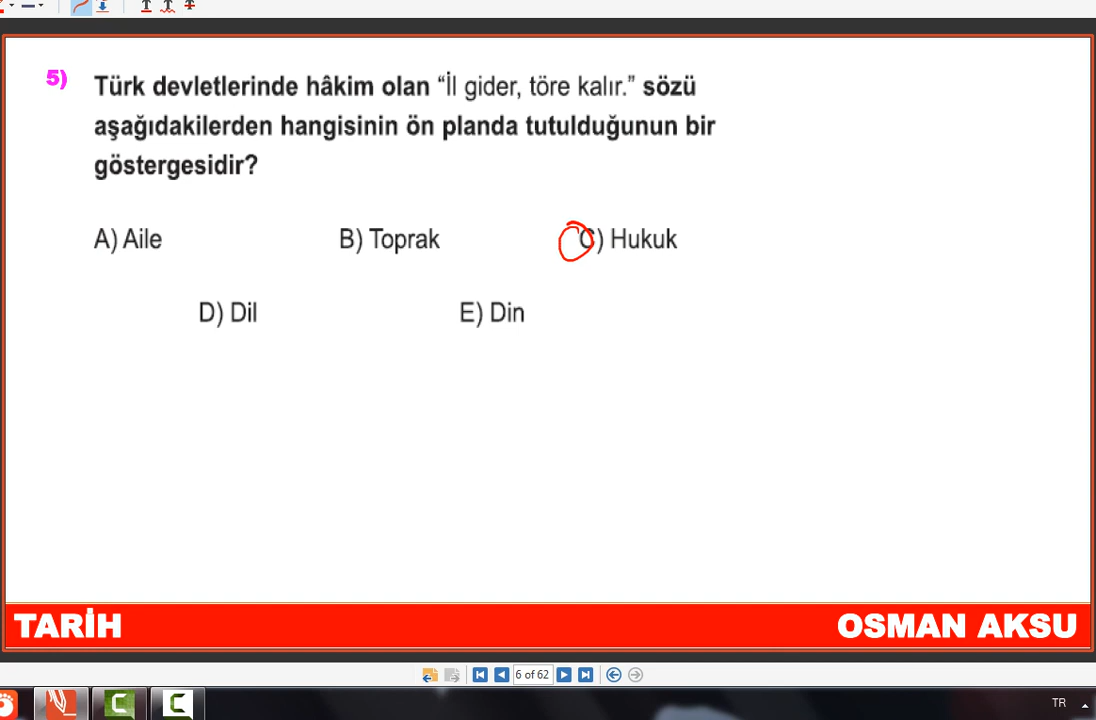 5)
Türk devletlerinde hâkim olan “İl gider, töre kalır.” sözü
aşağıdakilerden hangisinin ön planda tutulduğunun bir
göstergesidir?
A) Aile B) Toprak C) Hukuk
D) Dil E) Din
TARİH OSMAN AKSU
6 of 62
TR